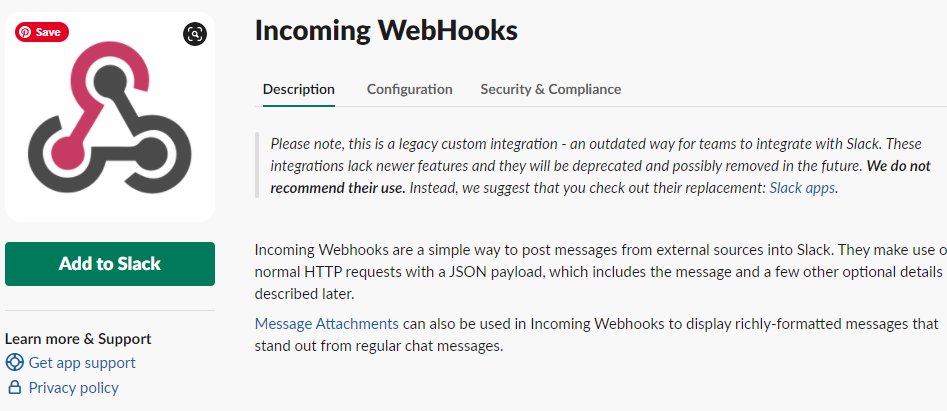 Save
Incoming WebHooks
Description
Configuration
Security & Compliance
Please note, this is a legacy custom integration - an outdated way for teams to integrate with Slack. These
integrations lack newer features and they will be deprecated and possibly removed in the future. We do not
recommend their use. Instead, we suggest that you check out their replacement: Slack apps.
Add to Slack
Incoming Webhooks are a simple way to post messages from external sources into Slack. They make use o
normal HTTP requests with a JSON payload, which includes the message and a few other optional details
described later.
Message Attachments can also be used in Incoming Webhooks to display richly-formatted messages that
stand out from regular chat messages.
Learn more & Support
Get app support
Privacy policy